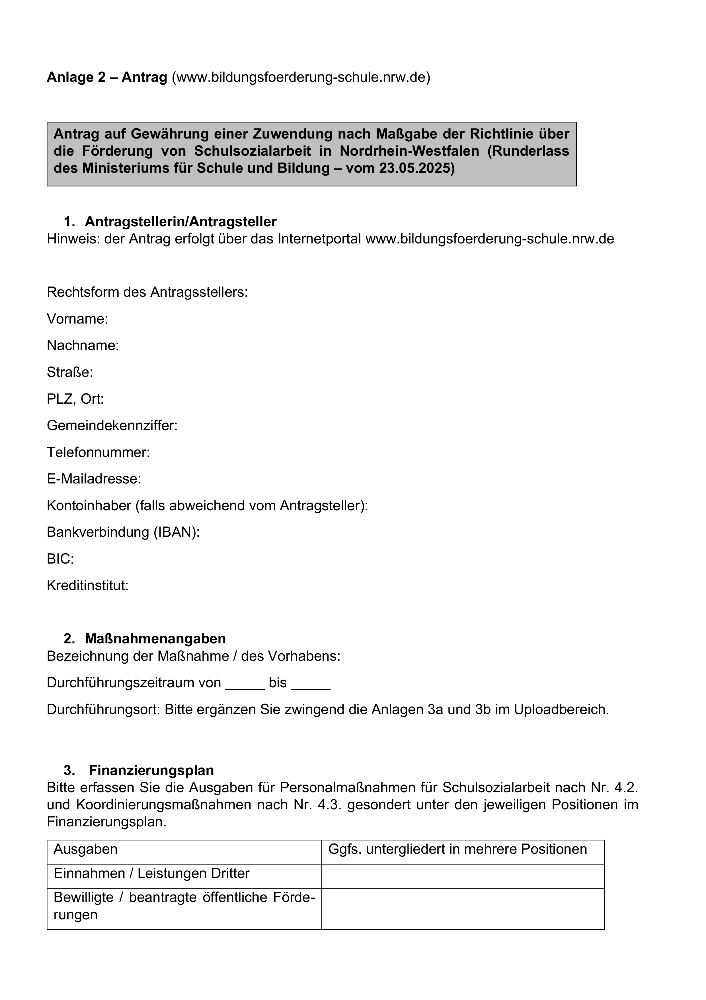 Anlage 2 – Antrag (www.bildungsfoerderung-schule.nrw.de)
Antrag auf Gewährung einer Zuwendung nach Maßgabe der Richtlinie über
die Förderung von Schulsozialarbeit in Nordrhein-Westfalen (Runderlass
des Ministeriums für Schule und Bildung – vom 23.05.2025)
1. Antragstellerin/Antragsteller
Hinweis: der Antrag erfolgt über das Internetportal www.bildungsfoerderung-schule.nrw.de
Rechtsform des Antragsstellers:
Vorname:
Nachname:
Straße:
PLZ, Ort:
Gemeindekennziffer:
Telefonnummer:
E-Mailadresse:
Kontoinhaber (falls abweichend vom Antragsteller):
Bankverbindung (IBAN):
BIC:
Kreditinstitut:
2. Maßnahmenangaben
Bezeichnung der Maßnahme / des Vorhabens:
Durchführungszeitraum von _____ bis _____
Durchführungsort: Bitte ergänzen Sie zwingend die Anlagen 3a und 3b im Uploadbereich.
3. Finanzierungsplan
Bitte erfassen Sie die Ausgaben für Personalmaßnahmen für Schulsozialarbeit nach Nr. 4.2.
und Koordinierungsmaßnahmen nach Nr. 4.3. gesondert unter den jeweiligen Positionen im
Finanzierungsplan.
Ausgaben
Ggfs. untergliedert in mehrere Positionen
Einnahmen / Leistungen Dritter
Bewilligte / beantragte öffentliche Förde-
rungen